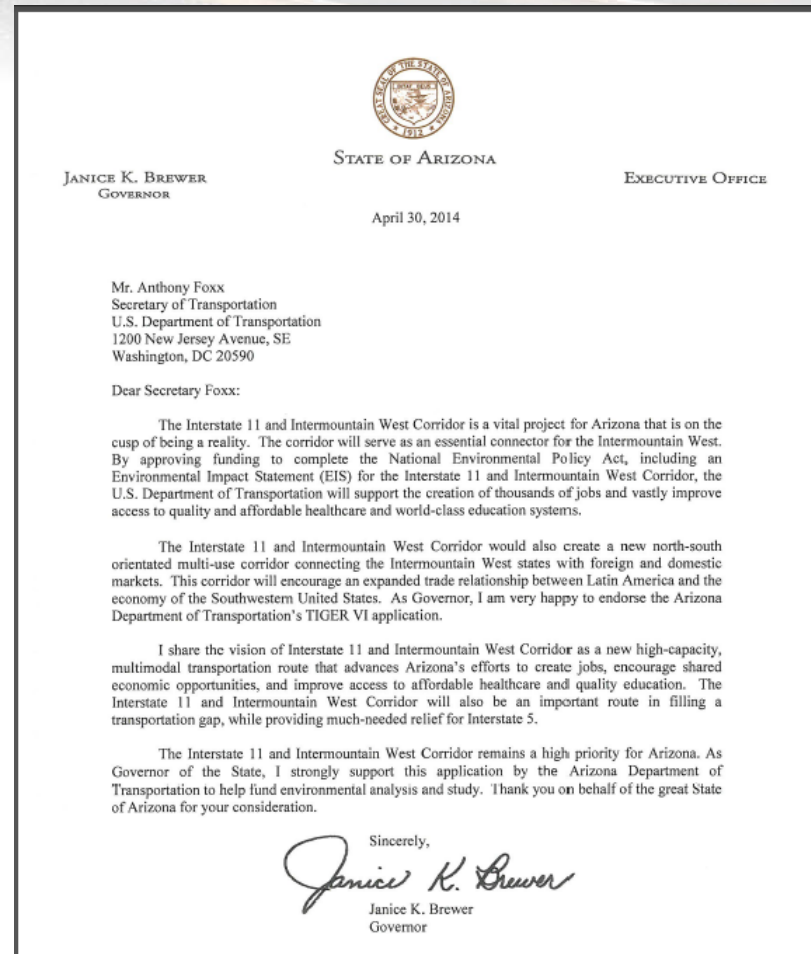 GREAT SEAL OF THE STATE OF ARIZONA
DITAT DEUS
1912
STATE OF ARIZONA
JANICE K. BREWER
GOVERNOR
EXECUTIVE OFFICE
April 30, 2014
Mr. Anthony Foxx
Secretary of Transportation
U.S. Department of Transportation
1200 New Jersey Avenue, SE
Washington, DC 20590
Dear Secretary Foxx:
The Interstate 11 and Intermountain West Corridor is a vital project for Arizona that is on the
cusp of being a reality. The corridor will serve as an essential connector for the Intermountain West.
By approving funding to complete the National Environmental Policy Act, including an
Environmental Impact Statement (EIS) for the Interstate 11 and Intermountain West Corridor, the
U.S. Department of Transportation will support the creation of thousands of jobs and vastly improve
access to quality and affordable healthcare and world-class education systems.
The Interstate 11 and Intermountain West Corridor would also create a new north-south
orientated multi-use corridor connecting the Intermountain West states with foreign and domestic
markets. This corridor will encourage an expanded trade relationship between Latin America and the
economy of the Southwestern United States. As Governor, I am very happy to endorse the Arizona
Department of Transportation's TIGER VI application.
I share the vision of Interstate 11 and Intermountain West Corridor as a new high-capacity,
multimodal transportation route that advances Arizona's efforts to create jobs, encourage shared
economic opportunities, and improve access to affordable healthcare and quality education. The
Interstate 11 and Intermountain West Corridor will also be an important route in filling a
transportation gap, while providing much-needed relief for Interstate 5.
The Interstate 11 and Intermountain West Corridor remains a high priority for Arizona. As
Governor of the State, I strongly support this application by the Arizona Department of
Transportation to help fund environmental analysis and study. Thank you on behalf of the great State
of Arizona for your consideration.
Sincerely,
Janice K. Brewer
Janice K. Brewer
Governor